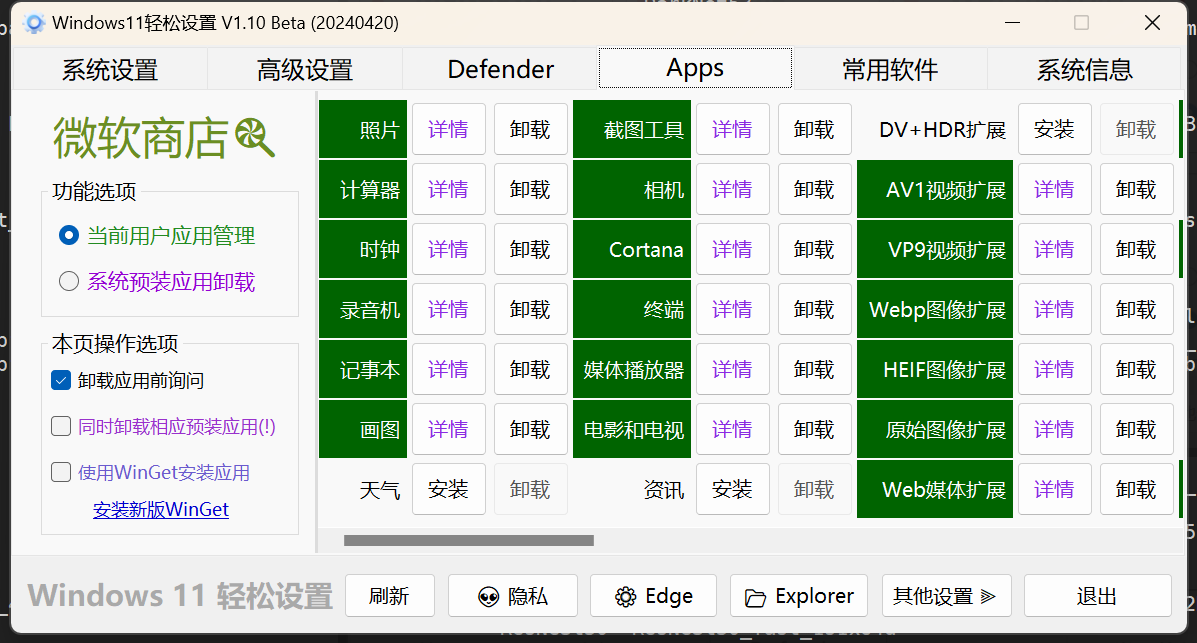 Windows11轻松设置 V1.10 Beta (20240420)
系统设置 高级设置 Defender Apps 常用软件 系统信息
微软商店
功能选项
当前用户应用管理
系统预装应用卸载
本页操作选项
卸载应用前询问
同时卸载相应预装应用(!)
使用WinGet安装应用
安装新版WinGet
照片 详情 卸载 截图工具 详情 卸载 DV+HDR扩展 安装 卸载
计算器 详情 卸载 相机 详情 卸载 AV1视频扩展 详情 卸载
时钟 详情 卸载 Cortana 详情 卸载 VP9视频扩展 详情 卸载
录音机 详情 卸载 终端 详情 卸载 Webp图像扩展 详情 卸载
记事本 详情 卸载 媒体播放器 详情 卸载 HEIF图像扩展 详情 卸载
画图 详情 卸载 电影和电视 详情 卸载 原始图像扩展 详情 卸载
天气 安装 卸载 资讯 安装 卸载 Web媒体扩展 详情 卸载
Windows 11 轻松设置 刷新 隐私 Edge Explorer 其他设置 退出